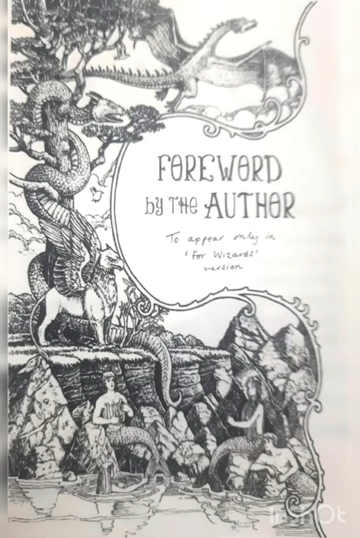 FOREWORD
by the AUTHOR
To appear only in
'For Wizards'
version